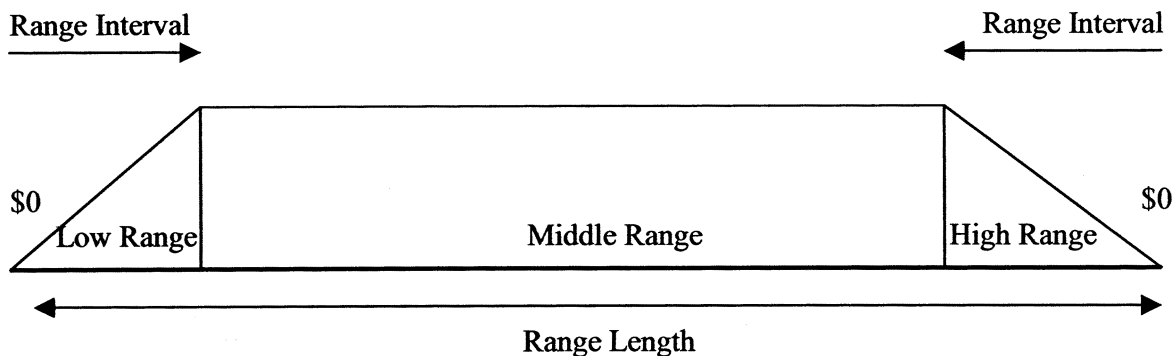 Range Interval
Range Interval
$0
$0
Low Range
Middle Range
High Range
Range Length